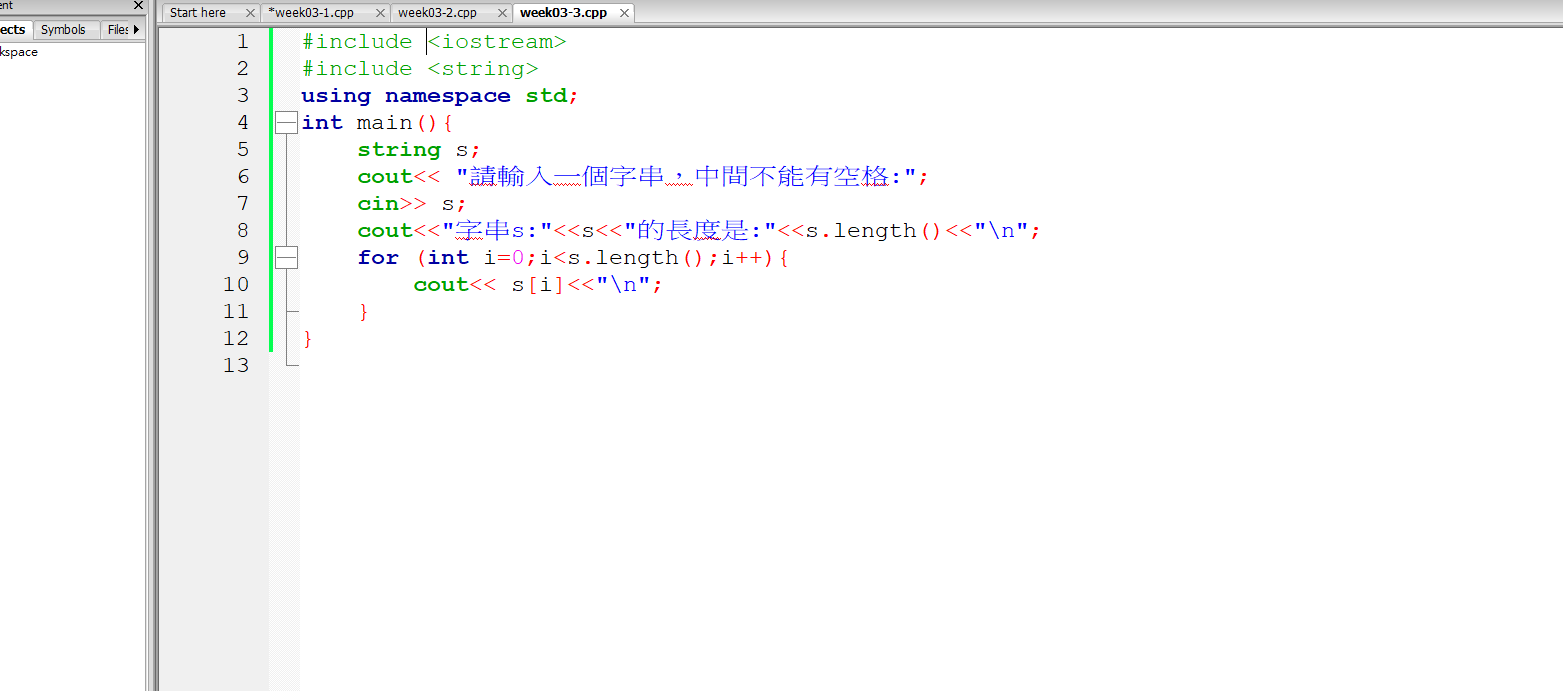 ent
Start here *week03-1.cpp week03-2.cpp week03-3.cpp
ects Symbols Files
kspace
1 #include <iostream>
2 #include <string>
3 using namespace std;
4 int main(){
5 string s;
6 cout<< "請輸入一個字串，中間不能有空格:";
7 cin>> s;
8 cout<<"字串s:"<<s<<"的長度是:"<<s.length()<<"\n";
9 for (int i=0;i<s.length();i++){
10 cout<< s[i]<<"\n";
11 }
12 }
13